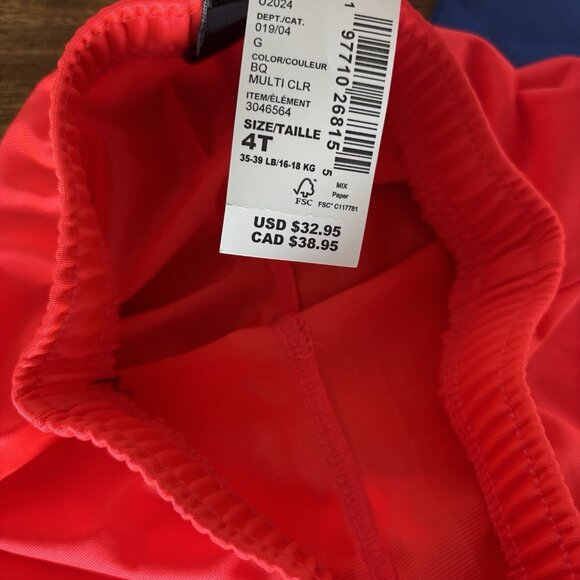 U2024
DEPT./CAT.
019/04
G
COLOR/COULEUR
BQ
MULTI CLR
ITEM/ÉLÉMENT
3046564
SIZE/TAILLE
4T
35-39 LB/16-18 KG
1 97710 26815 5
FSC
MIX
Paper
FSC® C117781
USD $32.95
CAD $38.95